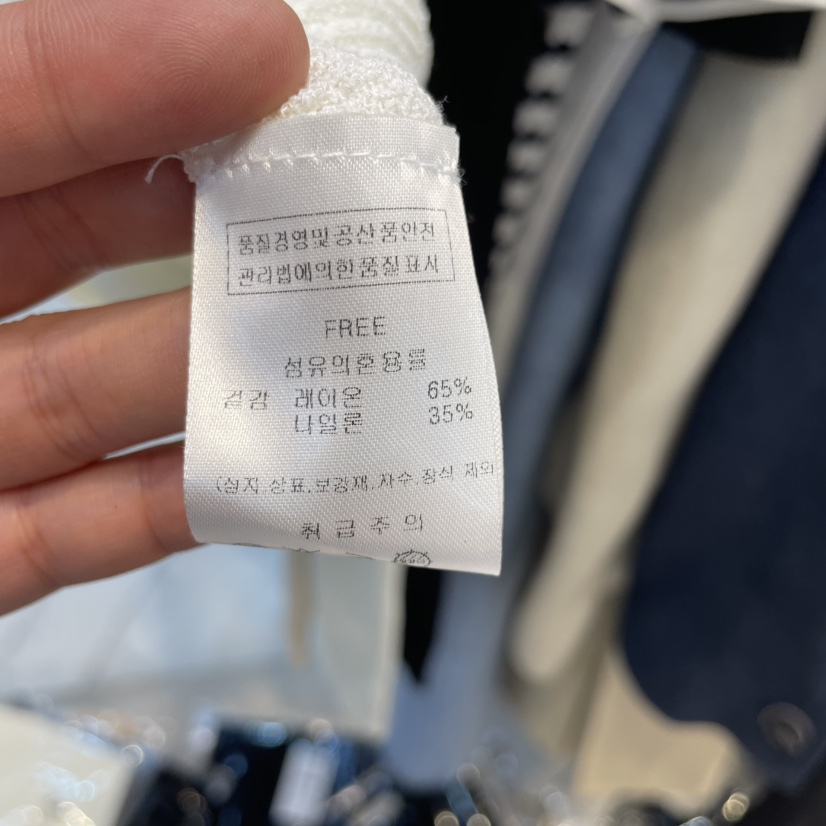 품질경영및공산품안전
관리법에의한품질표시
FREE
섬유의혼용률
겉감 레이온 65%
나일론 35%
(심지.상표.보강재.자수.장식 제외
취급주의